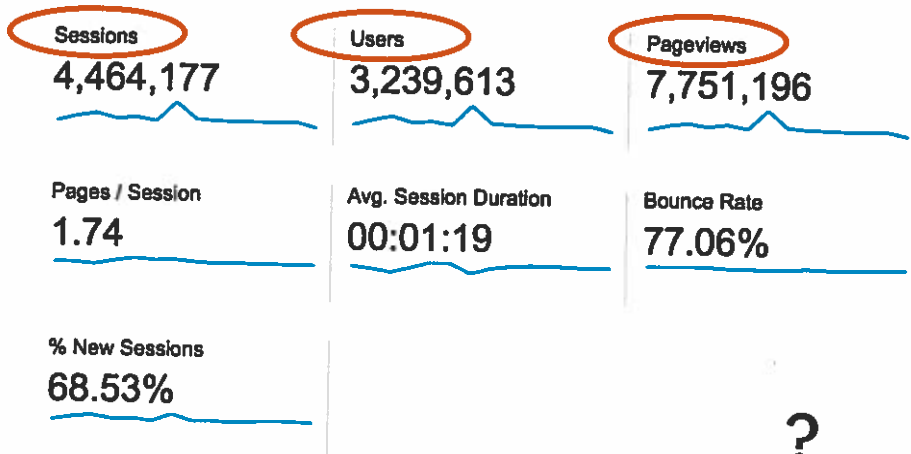 Sessions
4,464,177
Users
3,239,613
Pageviews
7,751,196
Pages / Session
1.74
Avg. Session Duration
00:01:19
Bounce Rate
77.06%
% New Sessions
68.53%
?